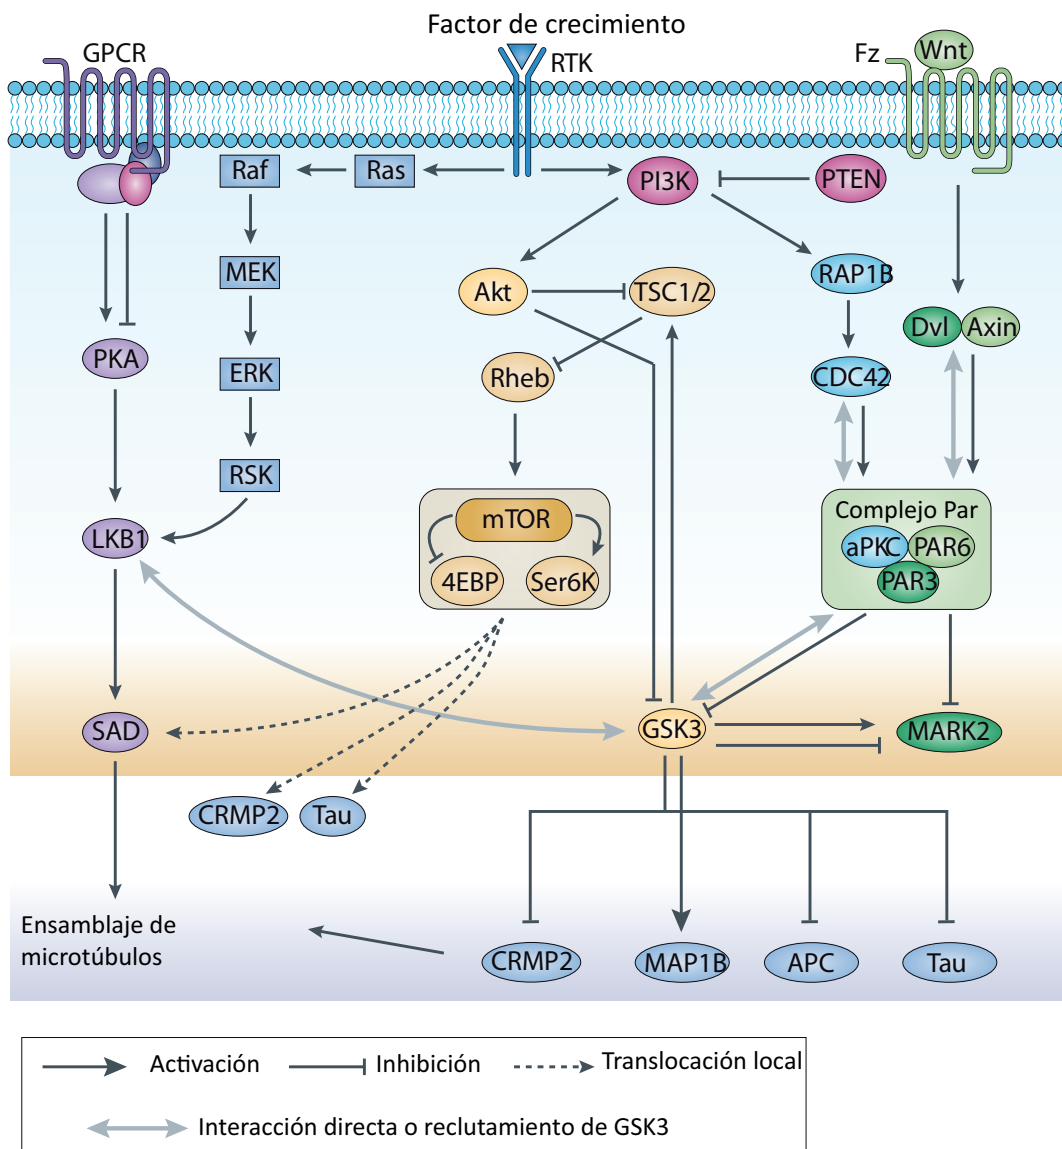 Factor de crecimiento
GPCR
RTK
Fz
Wnt
Raf
Ras
PI3K
PTEN
MEK
Akt
TSC1/2
RAP1B
Dvl
Axin
PKA
ERK
Rheb
CDC42
RSK
LKB1
mTOR
4EBP
Ser6K
Complejo Par
aPKC
PAR6
PAR3
SAD
GSK3
MARK2
CRMP2
Tau
Ensamblaje de
microtúbulos
CRMP2
MAP1B
APC
Tau
Activación
Inhibición
Translocación local
Interacción directa o reclutamiento de GSK3